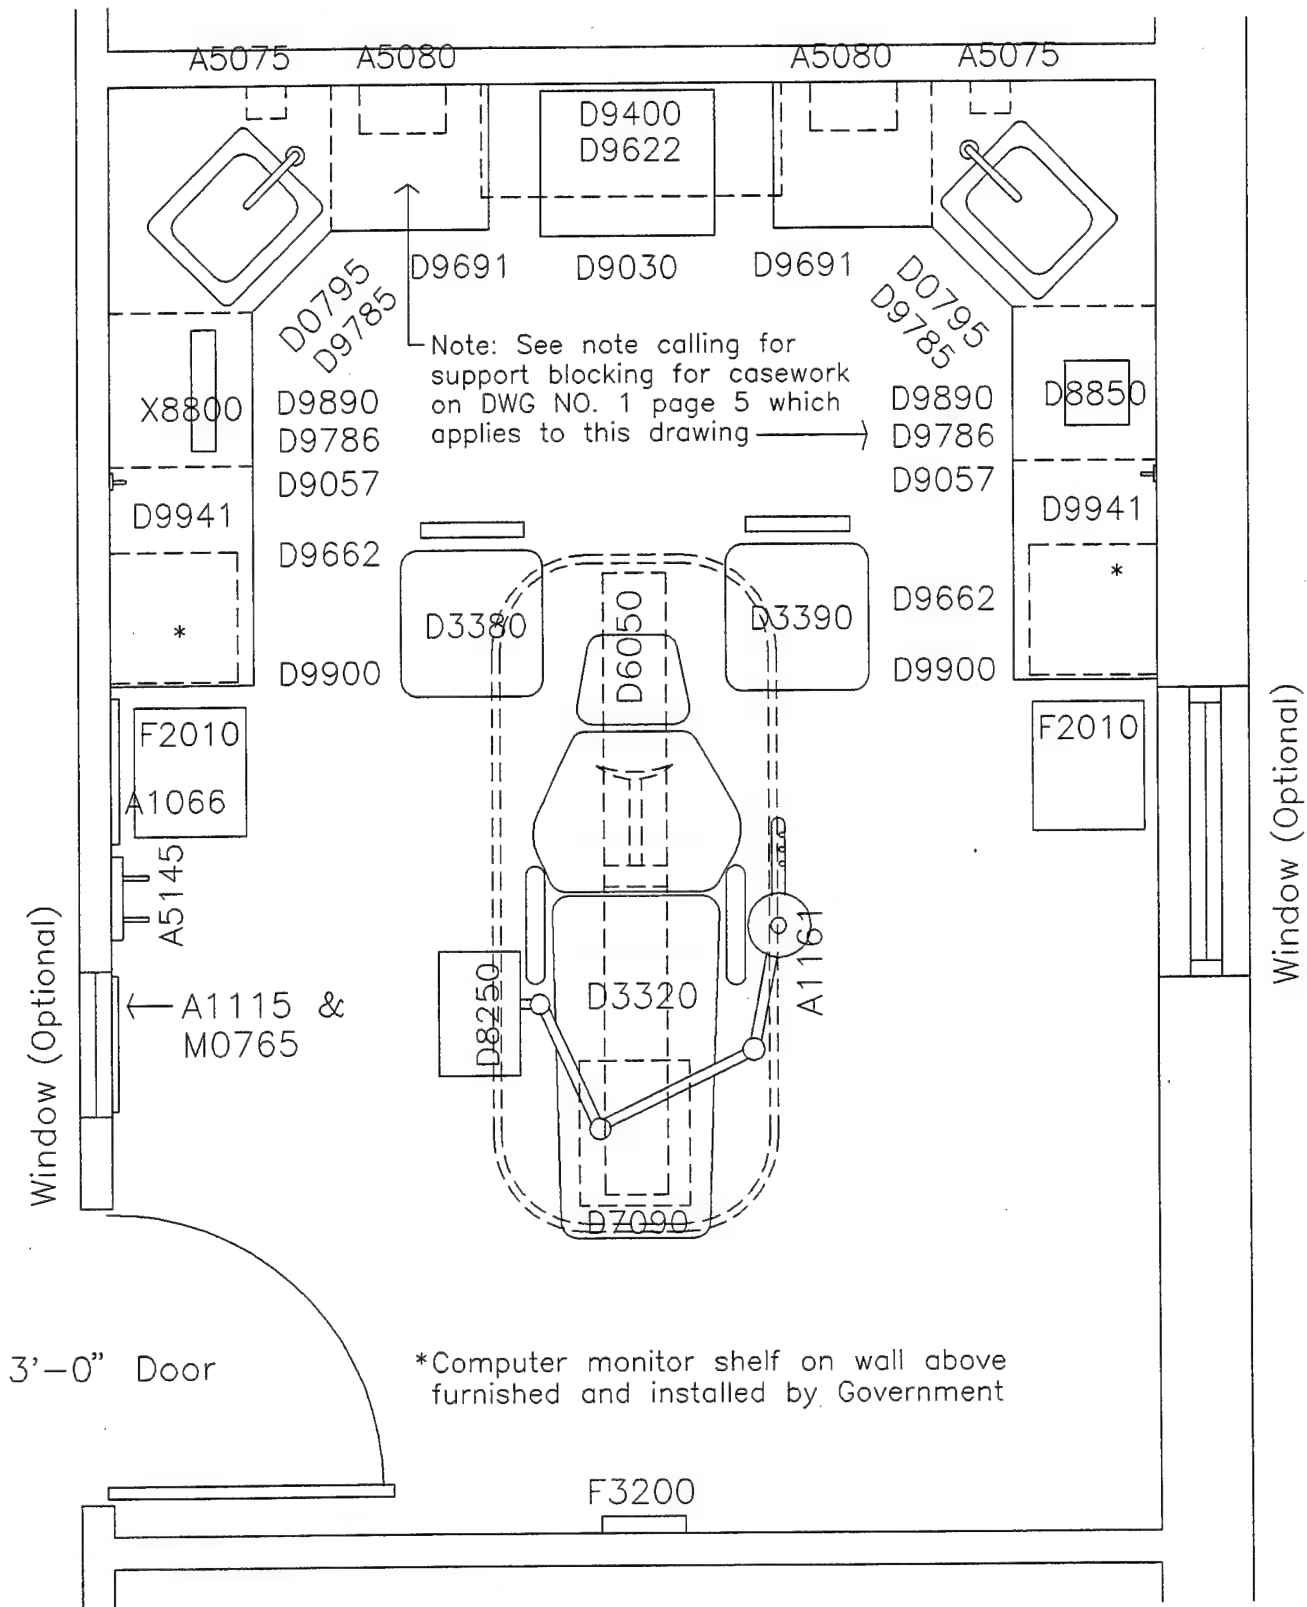 A5075
A5080
A5080
A5075
D9400
D9622
D9691
D9030
D9691
D0795
D9785
D0795
D9785
Note: See note calling for
support blocking for casework
on DWG NO. 1 page 5 which
applies to this drawing
X8800
D9890
D9786
D9057
D9890
D9786
D9057
D8850
D9941
D9941
D9662
*
D9662
*
D3380
D6050
D3390
D9900
D9900
F2010
F2010
A1066
A5145
Window (Optional)
Window (Optional)
A1161
D8250
D3320
A1115 &
M0765
D7090
3'-0" Door
*Computer monitor shelf on wall above
furnished and installed by Government
F3200